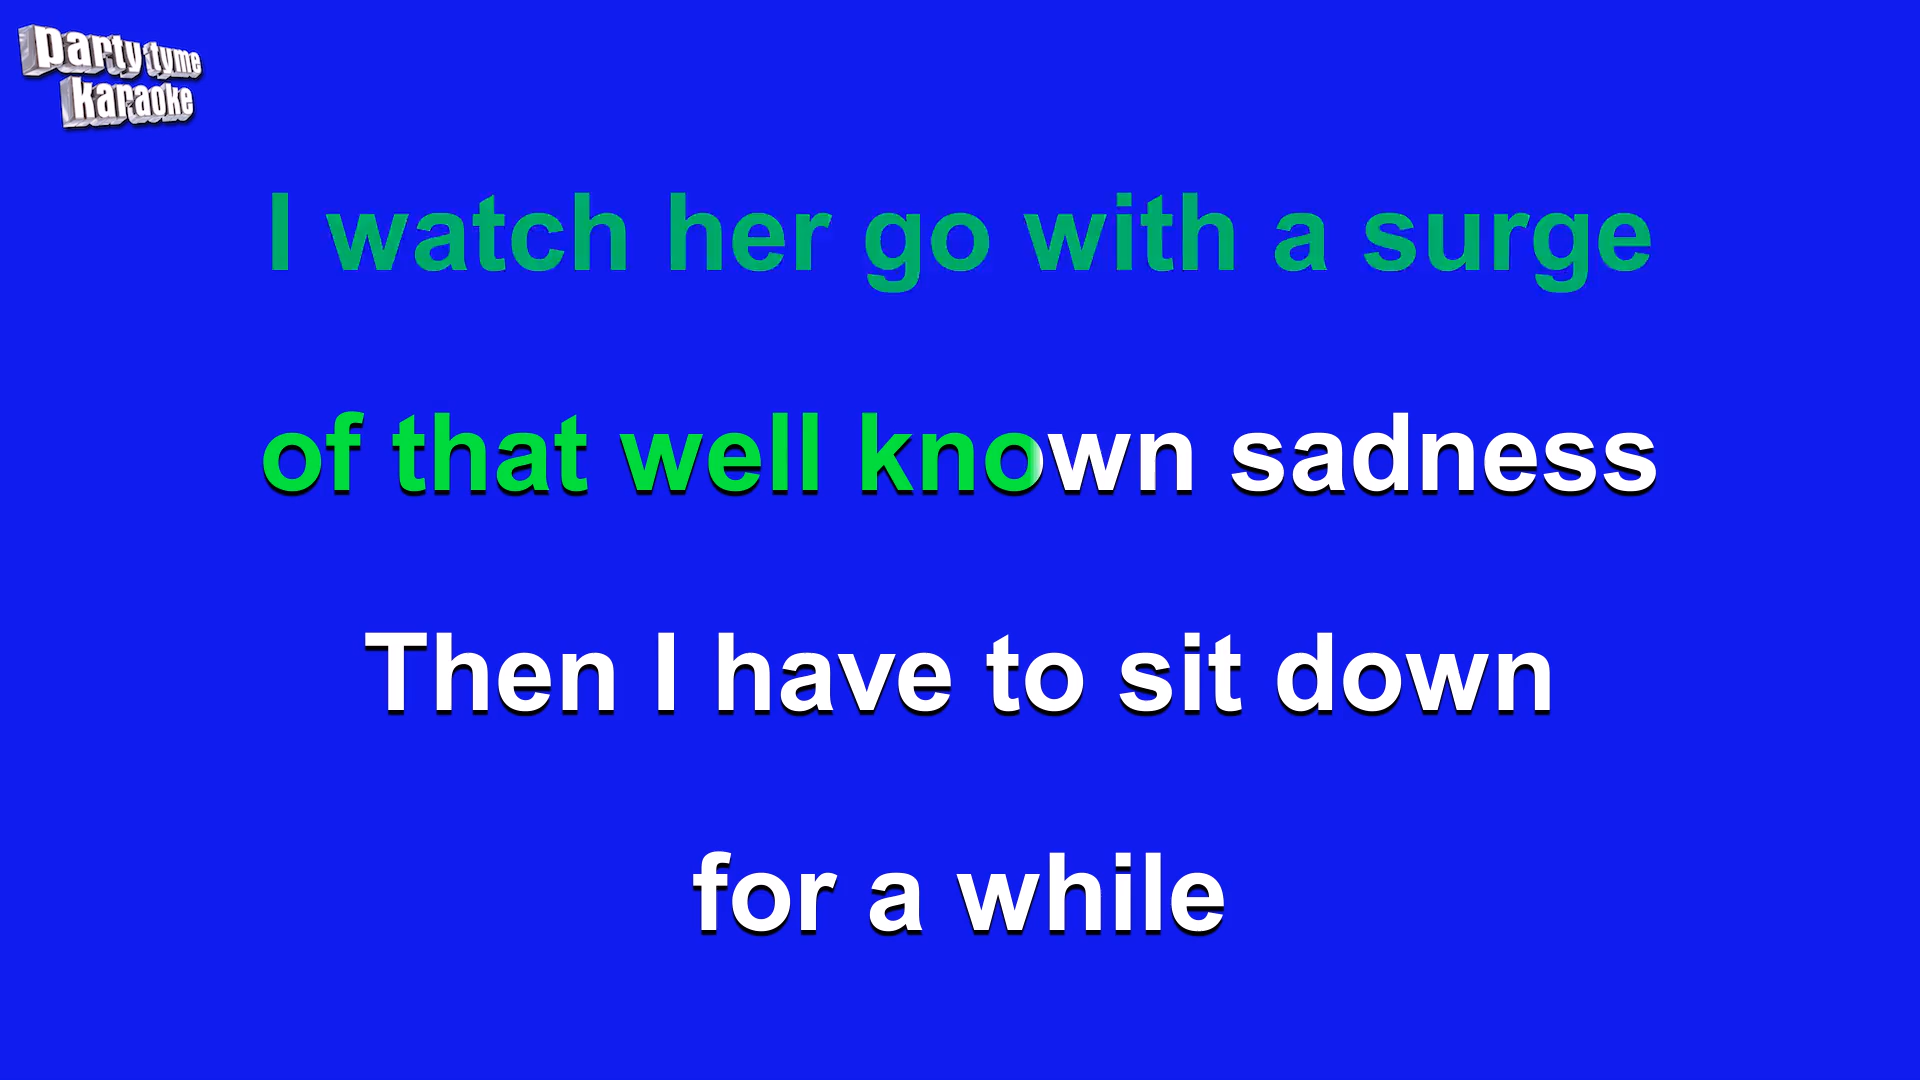 party tyme
karaoke
I watch her go with a surge
of that well known sadness
Then I have to sit down
for a while